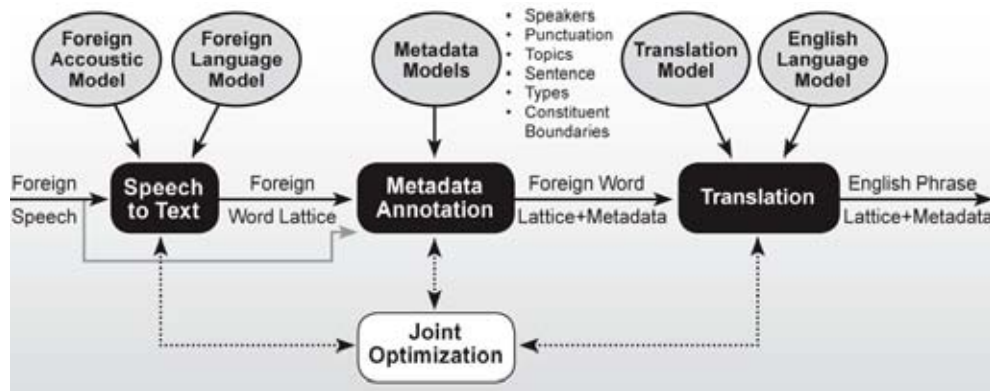 Foreign
Accoustic
Model
Foreign
Language
Model
Metadata
Models
• Speakers
• Punctuation
• Topics
• Sentence
• Types
• Constituent
Boundaries
Translation
Model
English
Language
Model
Foreign
Speech
Speech
to Text
Foreign
Word Lattice
Metadata
Annotation
Foreign Word
Lattice+Metadata
Translation
English Phrase
Lattice+Metadata
Joint
Optimization